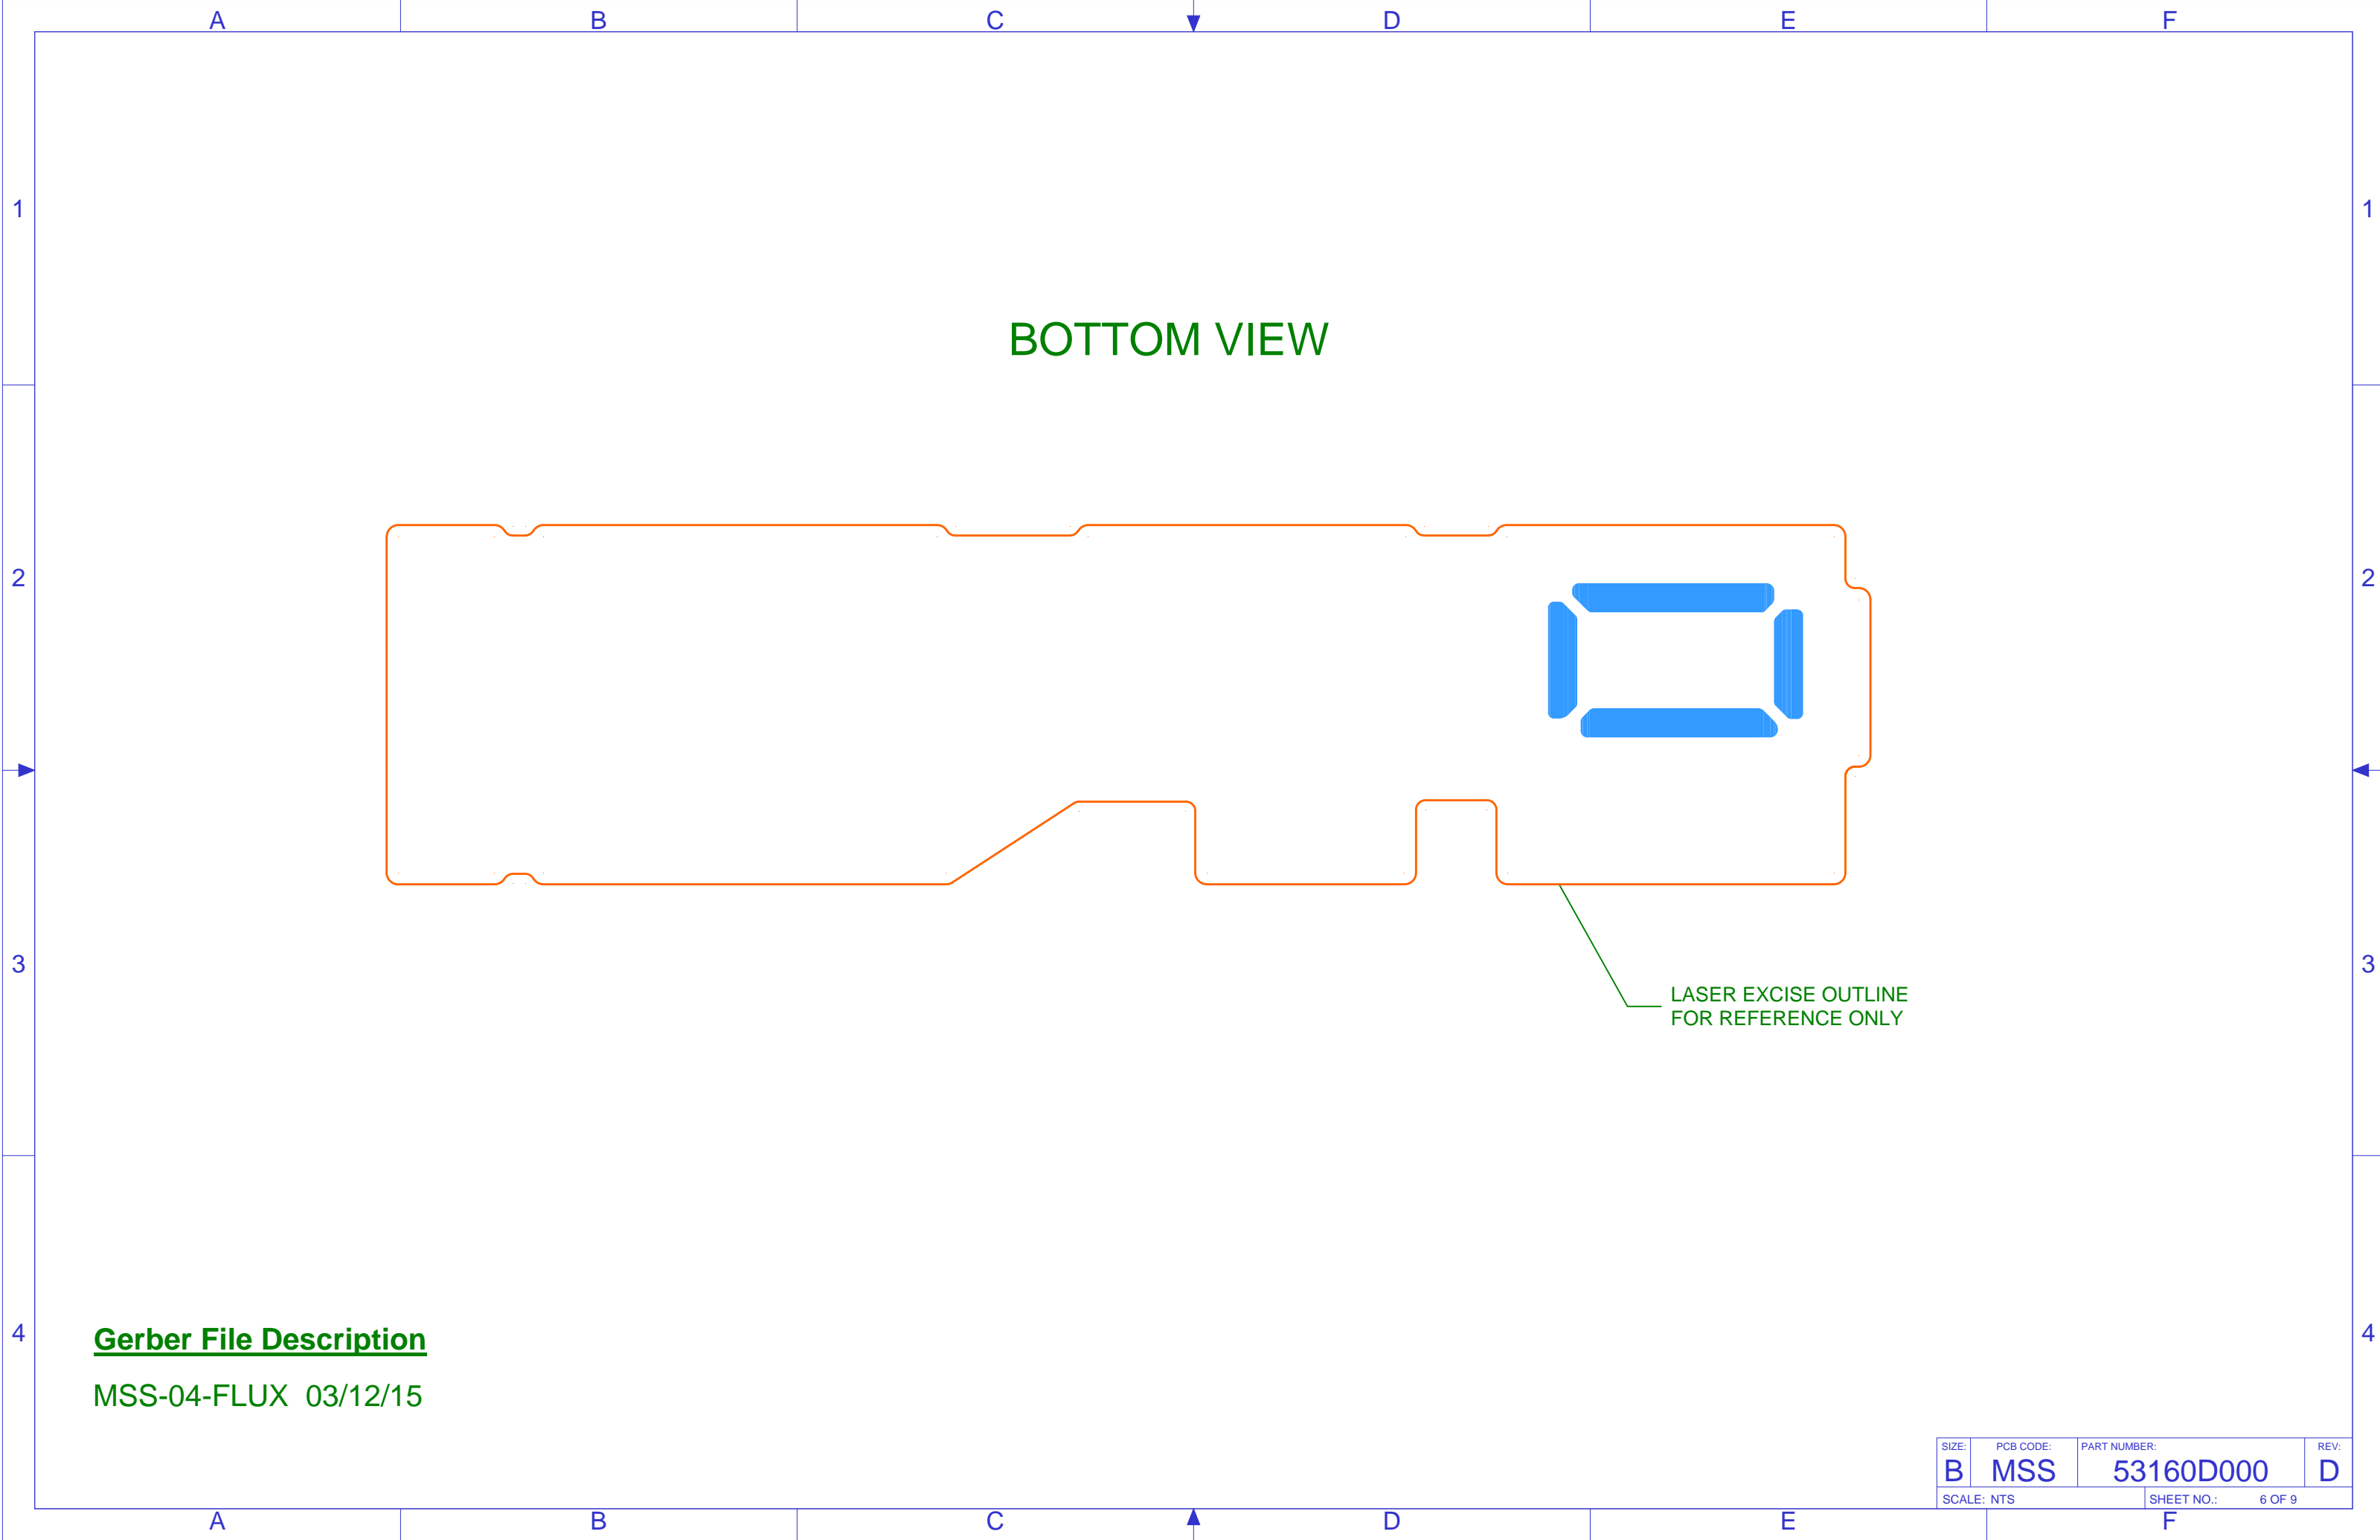 A B C D E F
1 1
BOTTOM VIEW
2 2
3 3
LASER EXCISE OUTLINE
FOR REFERENCE ONLY
4 4
Gerber File Description
MSS-04-FLUX 03/12/15
SIZE: PCB CODE: PART NUMBER: REV:
B MSS 53160D000 D
SCALE: NTS SHEET NO.: 6 OF 9
A B C D E F